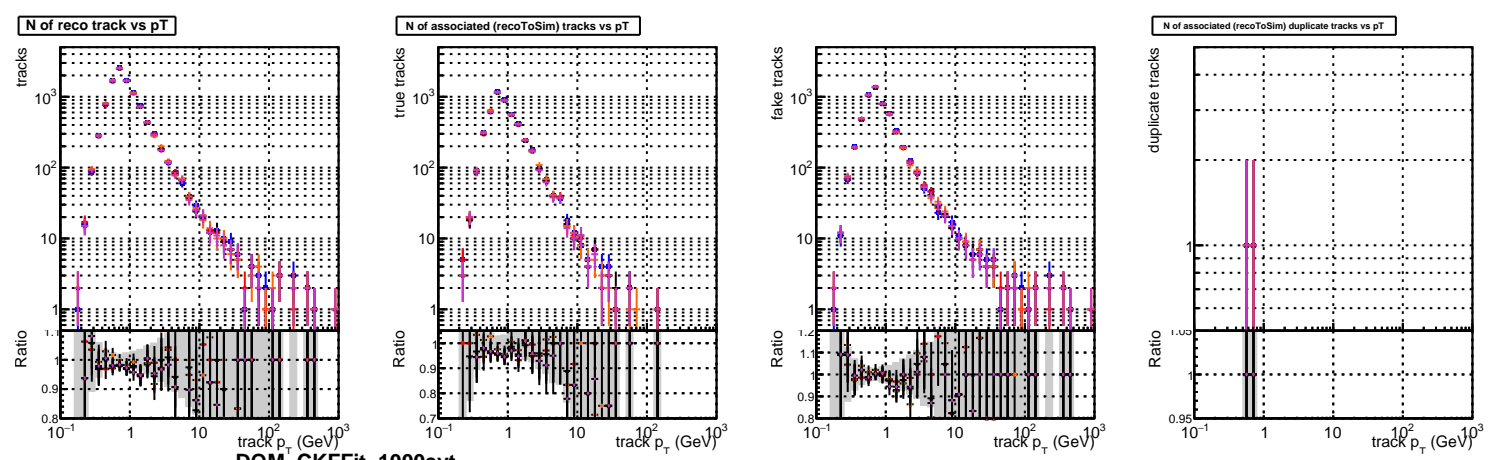 N of reco track vs pT
tracks
10³
10²
10
1
Ratio
1.1
1
0.9
0.8
10⁻¹ 1 10 10² 10³
track p_T (GeV)
N of associated (recoToSim) tracks vs pT
true tracks
10³
10²
10
1
Ratio
1
0.9
0.8
0.7
10⁻¹ 1 10 10² 10³
track p_T (GeV)
fake tracks
10³
10²
10
1
Ratio
1.2
1.1
1
0.9
0.8
10⁻¹ 1 10 10² 10³
track p_T (GeV)
N of associated (recoToSim) duplicate tracks vs pT
duplicate tracks
1
Ratio
1.05
1
0.95
10⁻¹ 1 10 10² 10³
track p_T (GeV)